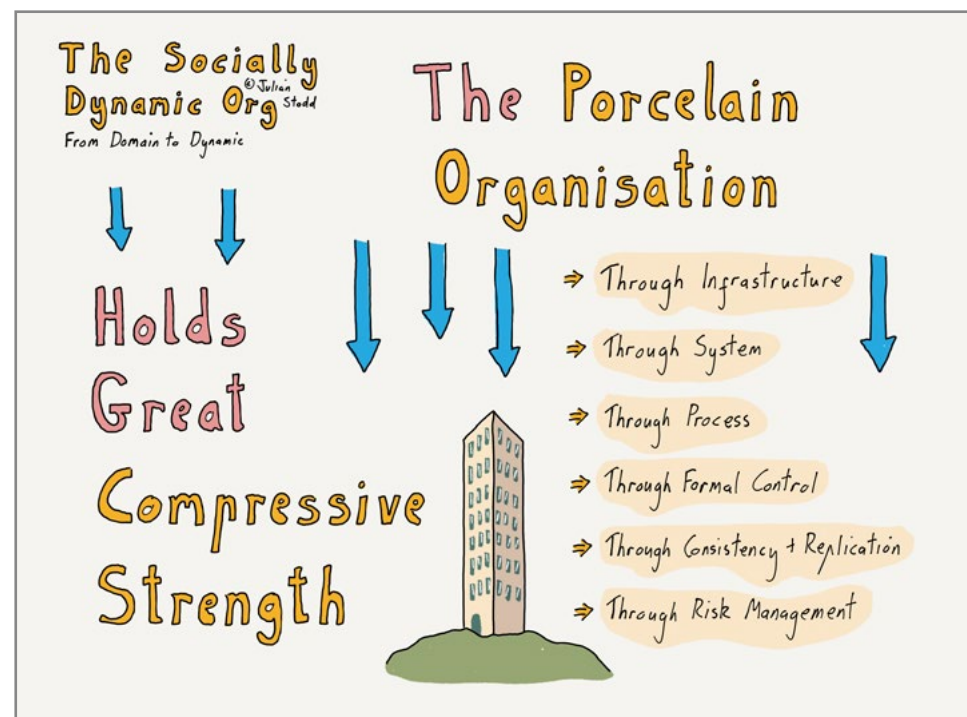 The Socially
Dynamic Org
© Julian
Stodd
From Domain to Dynamic
The Porcelain
Organisation
Holds
Great
Compressive
Strength
Through Infrastructure
Through System
Through Process
Through Formal Control
Through Consistency + Replication
Through Risk Management